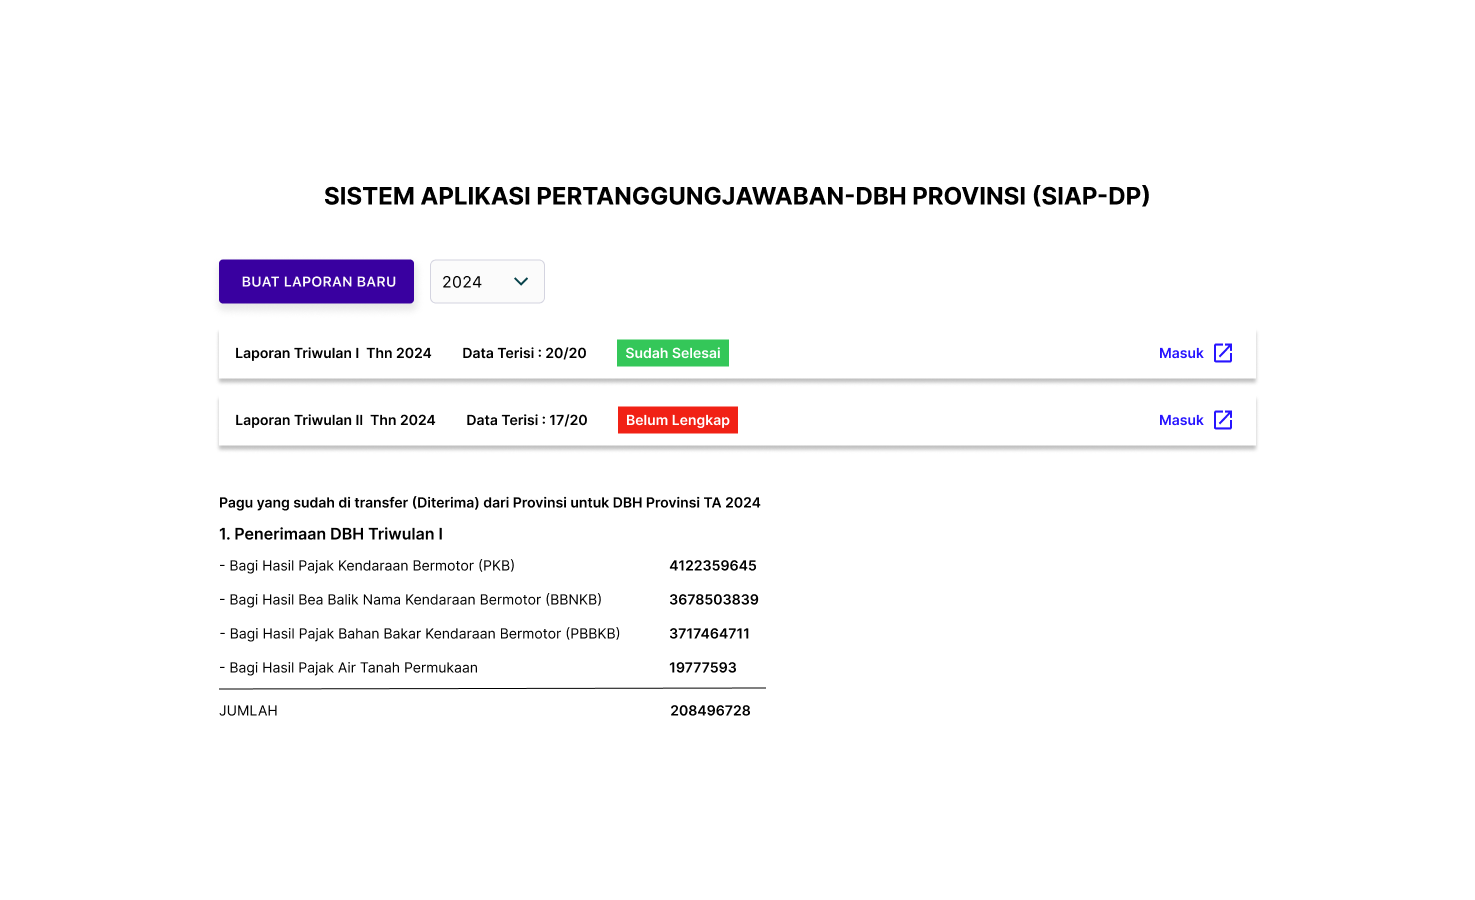 SISTEM APLIKASI PERTANGGUNGJAWABAN-DBH PROVINSI (SIAP-DP)
BUAT LAPORAN BARU 2024
Laporan Triwulan I Thn 2024 Data Terisi : 20/20 Sudah Selesai Masuk
Laporan Triwulan II Thn 2024 Data Terisi : 17/20 Belum Lengkap Masuk
Pagu yang sudah di transfer (Diterima) dari Provinsi untuk DBH Provinsi TA 2024
1. Penerimaan DBH Triwulan I
- Bagi Hasil Pajak Kendaraan Bermotor (PKB) 4122359645
- Bagi Hasil Bea Balik Nama Kendaraan Bermotor (BBNKB) 3678503839
- Bagi Hasil Pajak Bahan Bakar Kendaraan Bermotor (PBBKB) 3717464711
- Bagi Hasil Pajak Air Tanah Permukaan 19777593
JUMLAH 208496728